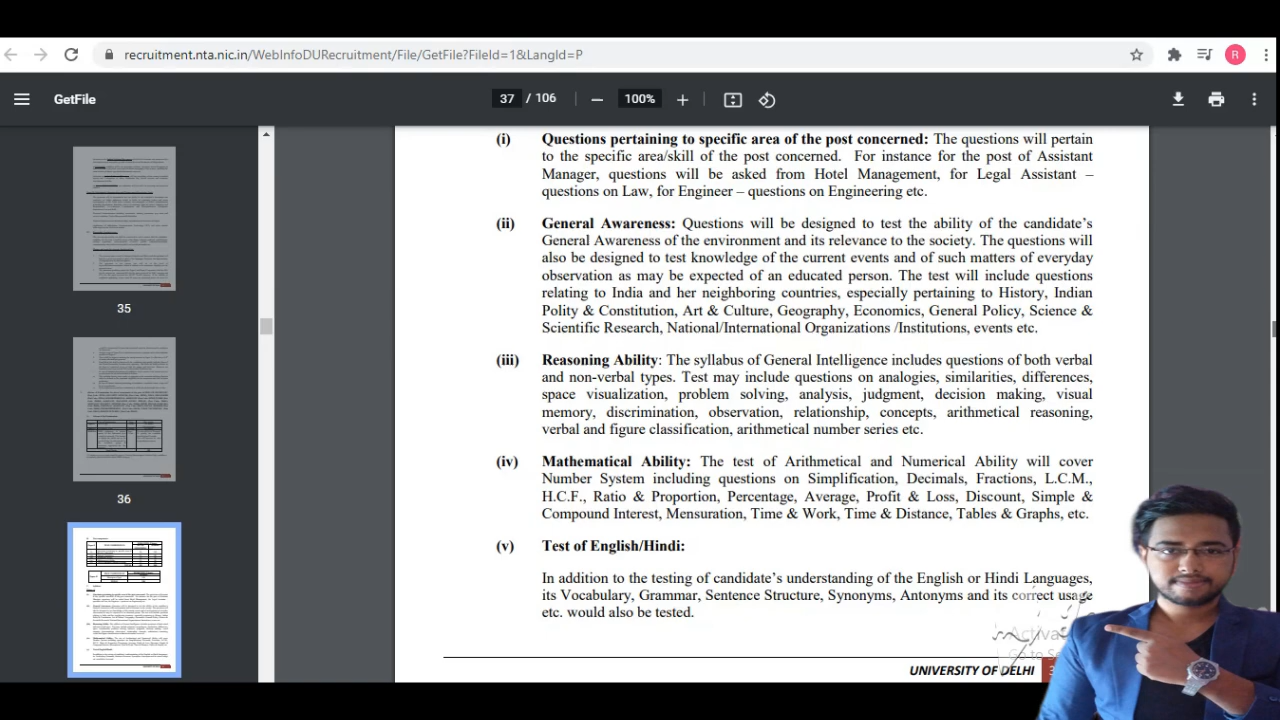 recruitment.nta.nic.in/WebInfoDURecruitment/File/GetFile?FileId=1&LangId=P
R
GetFile
37 / 106
100%
35
36
(i) Questions pertaining to specific area of the post concerned: The questions will pertain
to the specific area/skill of the post concerned. For instance for the post of Assistant
Manager, questions will be asked from Hotel Management, for Legal Assistant –
questions on Law, for Engineer – questions on Engineering etc.
(ii) General Awareness: Questions will be designed to test the ability of the candidate's
General Awareness of the environment and its relevance to the society. The questions will
also be designed to test knowledge of the current events and of such matters of everyday
observation as may be expected of an educated person. The test will include questions
relating to India and her neighboring countries, especially pertaining to History, Indian
Polity & Constitution, Art & Culture, Geography, Economics, General Policy, Science &
Scientific Research, National/International Organizations /Institutions, events etc.
(iii) Reasoning Ability: The syllabus of General Intelligence includes questions of both verbal
and non-verbal types. Test may include questions on analogies, similarities, differences,
space visualization, problem solving, analysis, judgment, decision making, visual
memory, discrimination, observation, relationship, concepts, arithmetical reasoning,
verbal and figure classification, arithmetical number series etc.
(iv) Mathematical Ability: The test of Arithmetical and Numerical Ability will cover
Number System including questions on Simplification, Decimals, Fractions, L.C.M.,
H.C.F., Ratio & Proportion, Percentage, Average, Profit & Loss, Discount, Simple &
Compound Interest, Mensuration, Time & Work, Time & Distance, Tables & Graphs, etc.
(v) Test of English/Hindi:
In addition to the testing of candidate's understanding of the English or Hindi Languages,
its Vocabulary, Grammar, Sentence Structure, Synonyms, Antonyms and its correct usage
etc. would also be tested.
Go to Se
UNIVERSITY OF DELHI